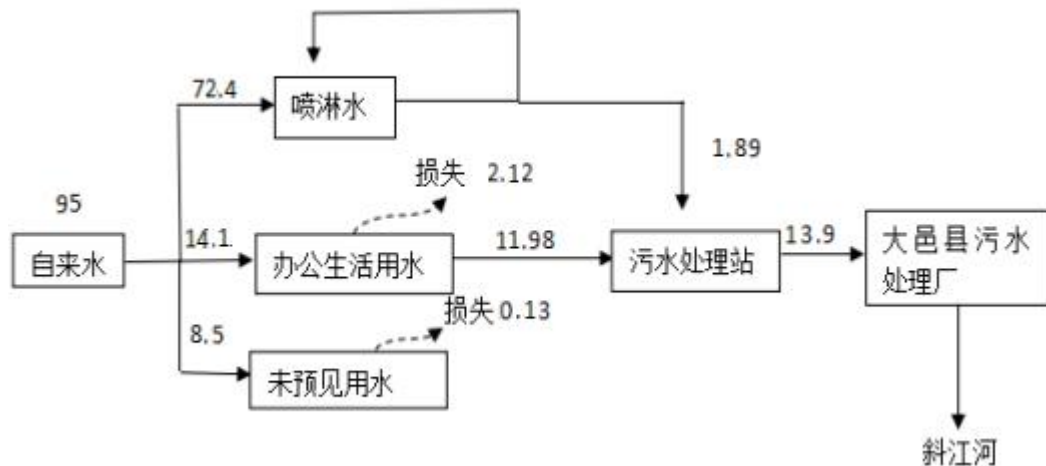 72.4
喷淋水
1.89
损失 2.12
95
自来水
14.1
办公生活用水
11.98
污水处理站
13.9
大邑县污水
处理厂
损失 0.13
8.5
未预见用水
斜江河